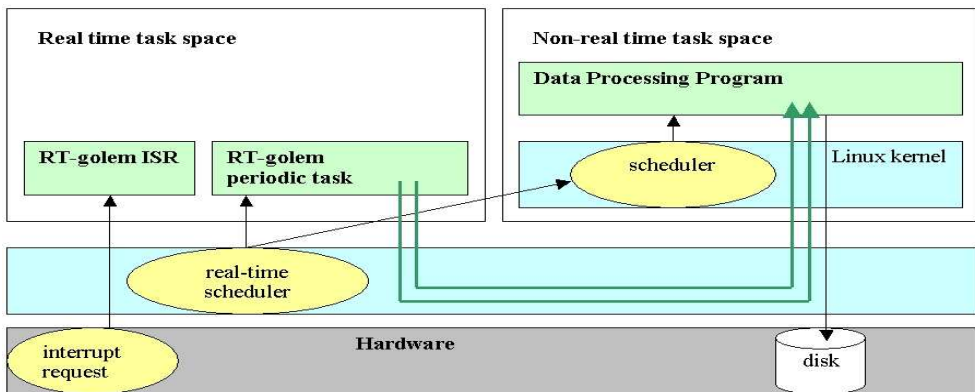 Real time task space
Non-real time task space
Data Processing Program
RT-golem ISR
RT-golem
periodic task
scheduler
Linux kernel
real-time
scheduler
Hardware
interrupt
request
disk